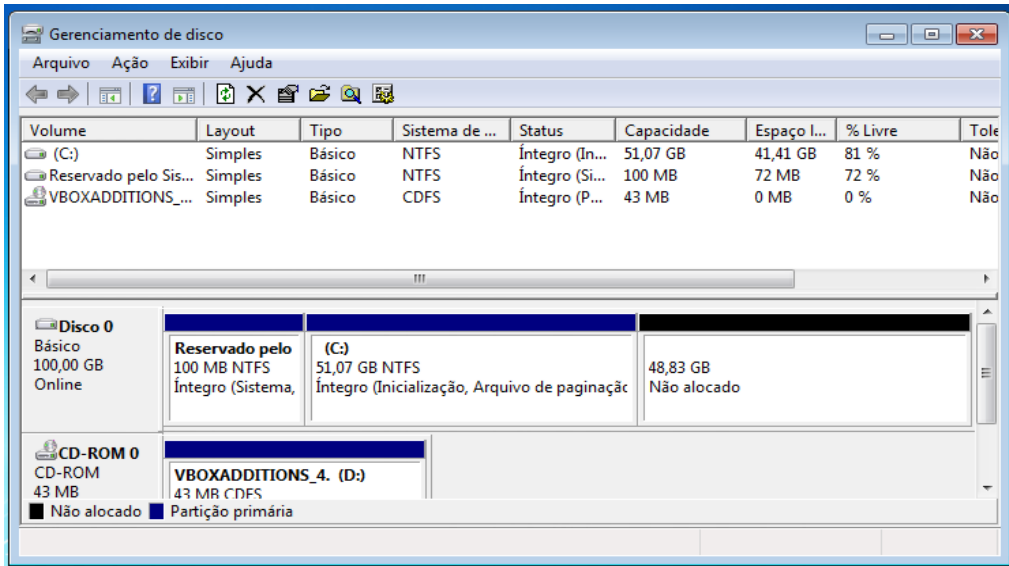 Gerenciamento de disco
Arquivo Ação Exibir Ajuda
Volume Layout Tipo Sistema de ... Status Capacidade Espaço l... % Livre Tole
(C:) Simples Básico NTFS Íntegro (In... 51,07 GB 41,41 GB 81 % Não
Reservado pelo Sis... Simples Básico NTFS Íntegro (Si... 100 MB 72 MB 72 % Não
VBOXADDITIONS_... Simples Básico CDFS Íntegro (P... 43 MB 0 MB 0 % Não
Disco 0
Básico
100,00 GB
Online
Reservado pelo
100 MB NTFS
Íntegro (Sistema,
(C:)
51,07 GB NTFS
Íntegro (Inicialização, Arquivo de paginaçãc
48,83 GB
Não alocado
CD-ROM 0
CD-ROM
43 MB
VBOXADDITIONS_4. (D:)
43 MB CDFS
Não alocado Partição primária